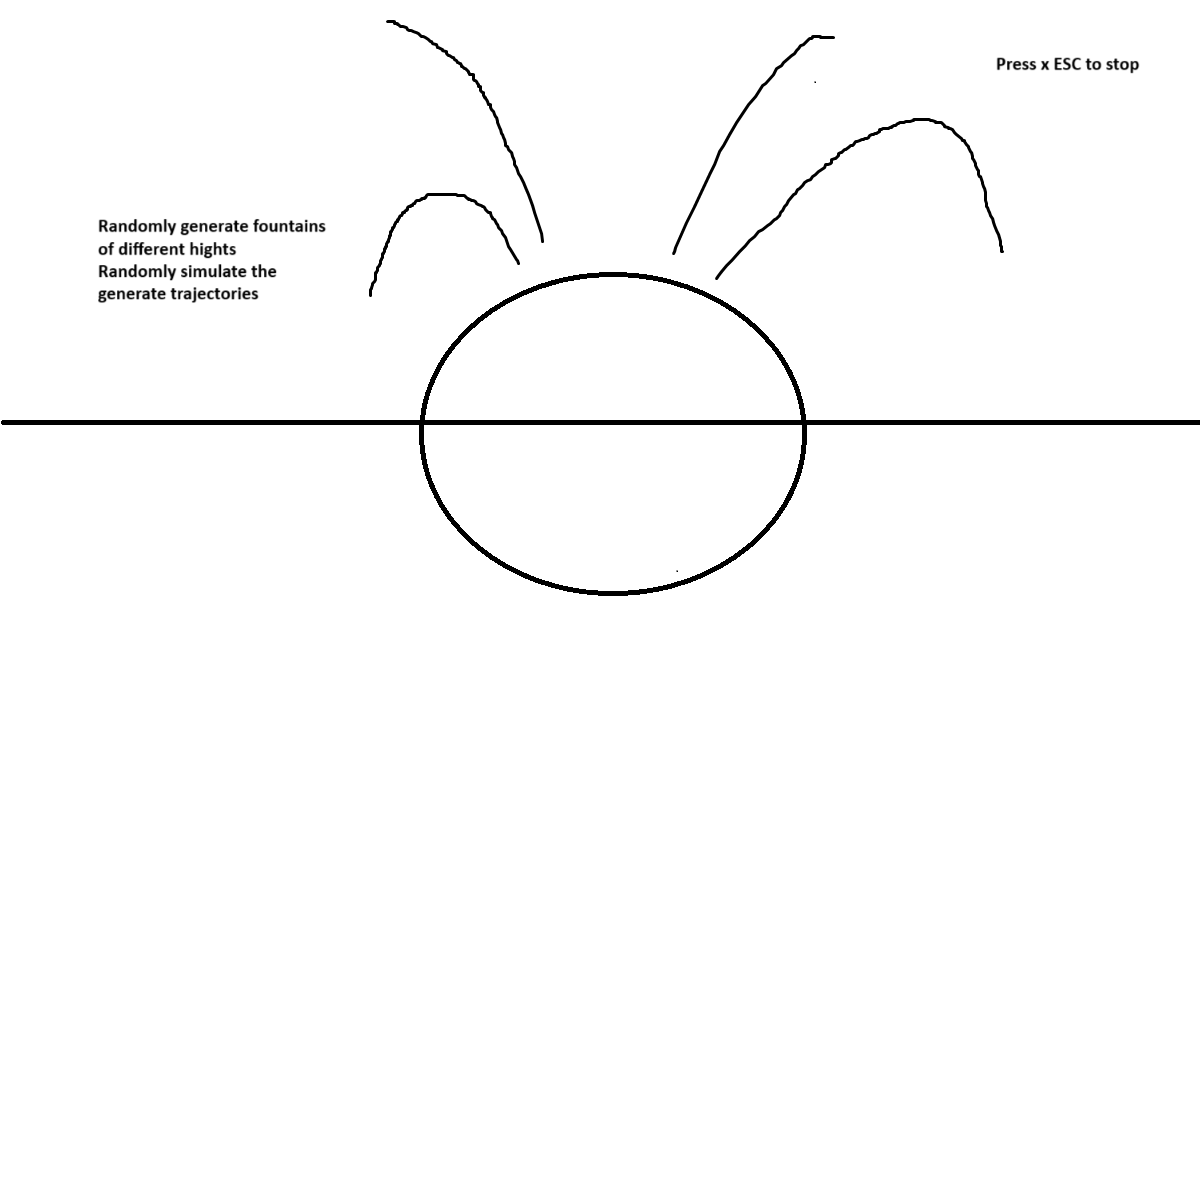 Press x ESC to stop
Randomly generate fountains
of different hights
Randomly simulate the
generate trajectories